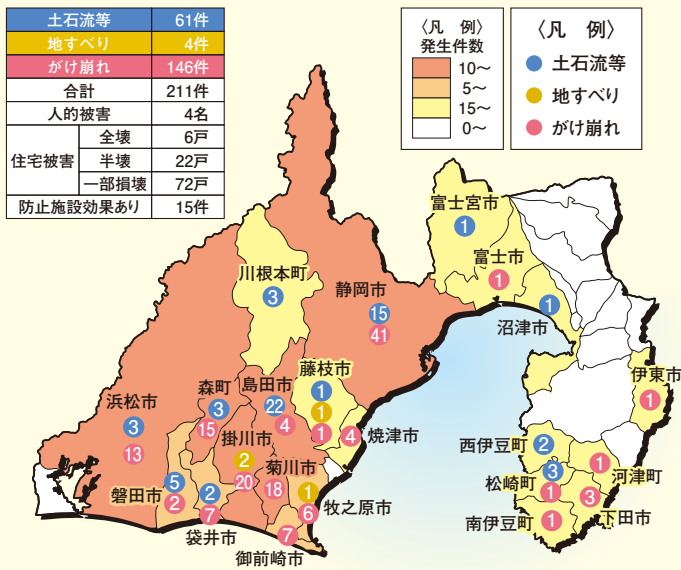 土石流等 61件
地すべり 4件
がけ崩れ 146件
合計 211件
人的被害 4名
住宅被害 全壊 6戸
半壊 22戸
一部損壊 72戸
防止施設効果あり 15件
〈凡 例〉
発生件数
10〜
5〜
15〜
0〜
〈凡 例〉
土石流等
地すべり
がけ崩れ
富士宮市
1
富士市
1
沼津市
1
川根本町
3
静岡市
15
41
伊東市
1
浜松市
3
13
森町
3
15
島田市
22
4
藤枝市
1
1
1
焼津市
4
掛川市
2
20
菊川市
18
牧之原市
1
6
磐田市
5
2
袋井市
2
7
御前崎市
7
西伊豆町
2
松崎町
3
1
河津町
1
下田市
3
南伊豆町
1